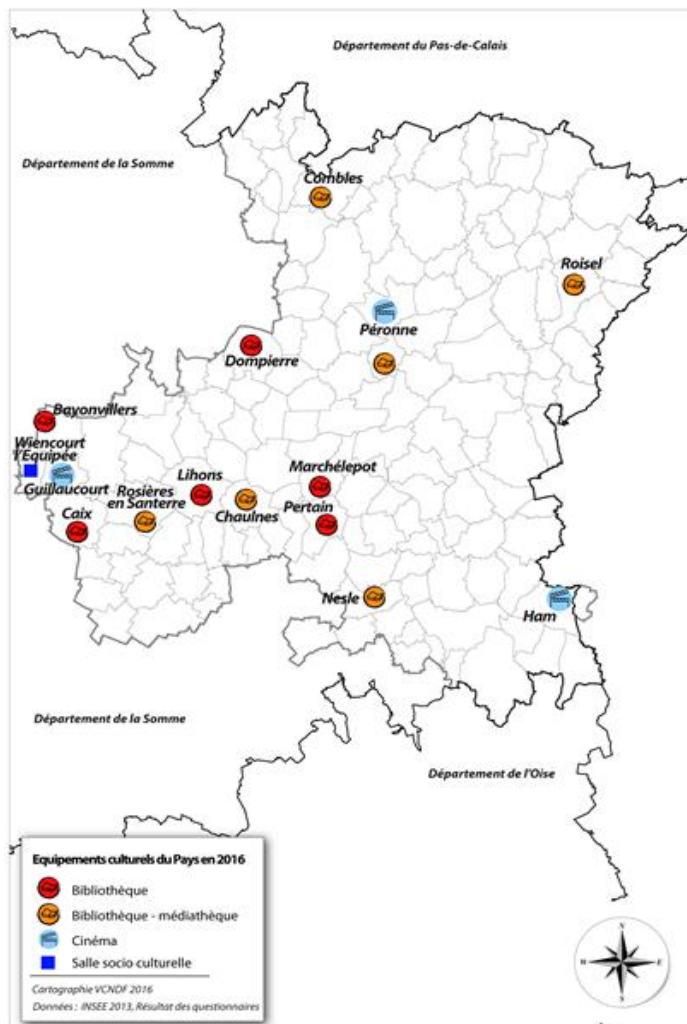 Département du Pas-de-Calais
Département de la Somme
Combles
Roisel
Péronne
Dompierre
Bayonvillers
Wiencourt
l'Equipée
Guillaucourt
Caix
Rosières
en Santerre
Lihons
Chaulnes
Marchélepot
Pertain
Nesle
Ham
Département de la Somme
Département de l'Oise
Equipements culturels du Pays en 2016
Bibliothèque
Bibliothèque - médiathèque
Cinéma
Salle socio culturelle
Cartographie VCNDF 2016
Données : INSEE 2013, Résultat des questionnaires
N
W
E
S